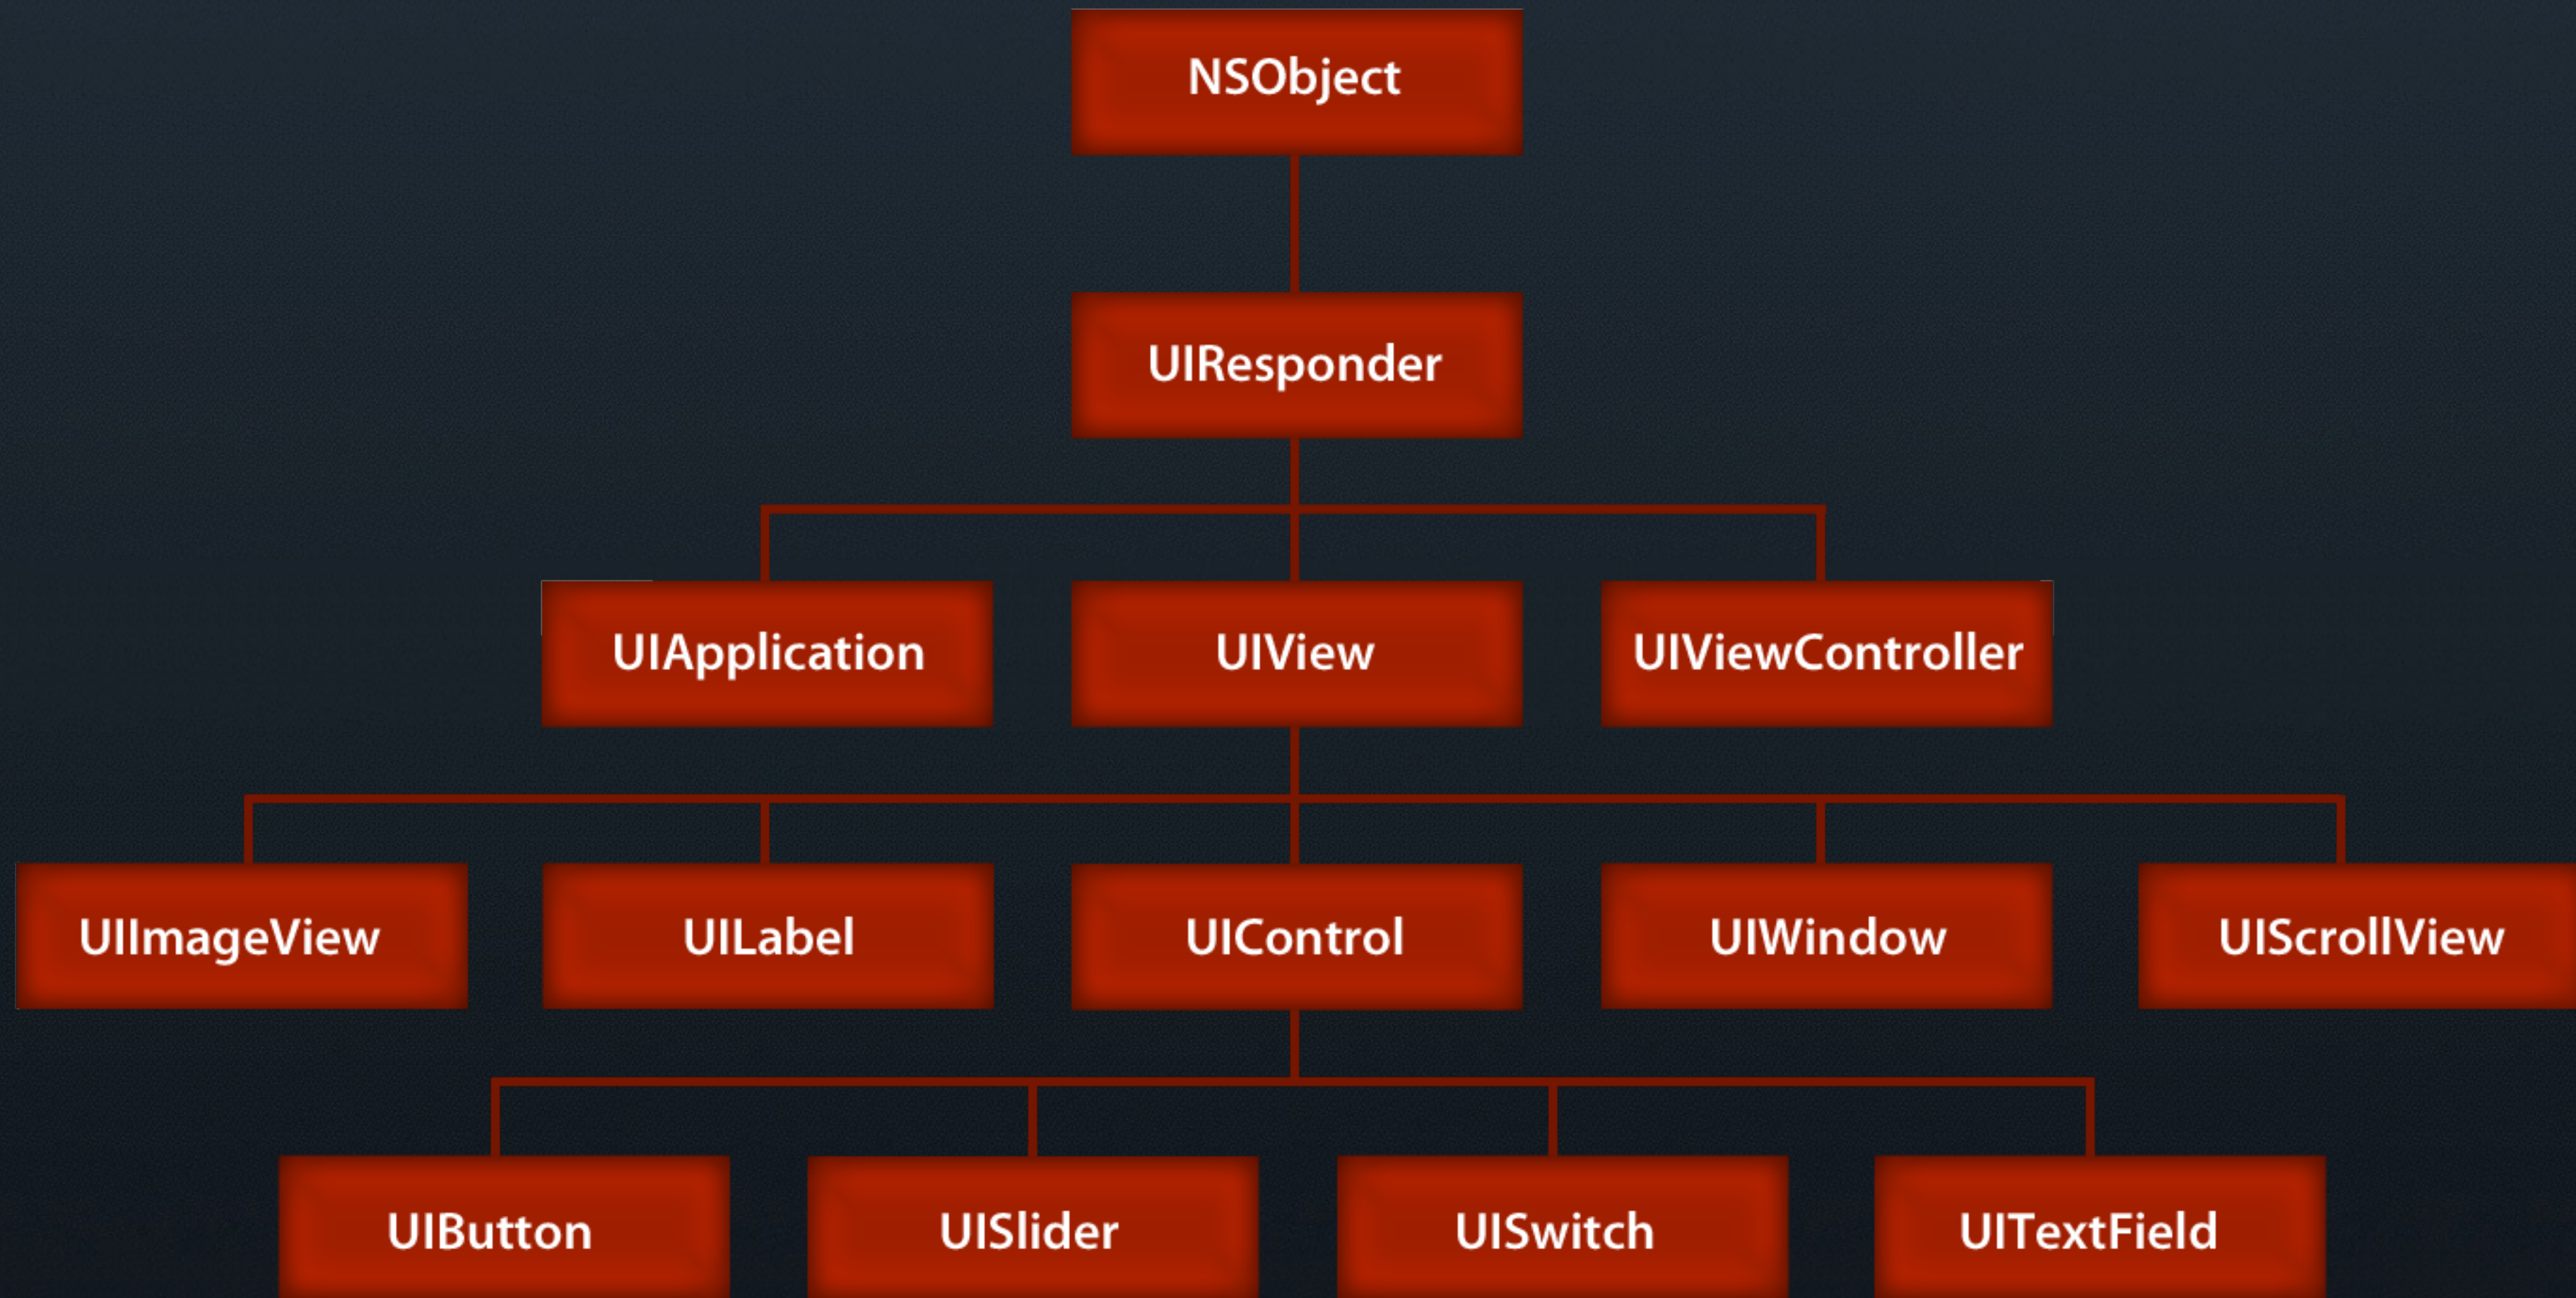 NSObject
UIResponder
UIApplication
UIView
UIViewController
UIImageView
UILabel
UIControl
UIWindow
UIScrollView
UIButton
UISlider
UISwitch
UITextField